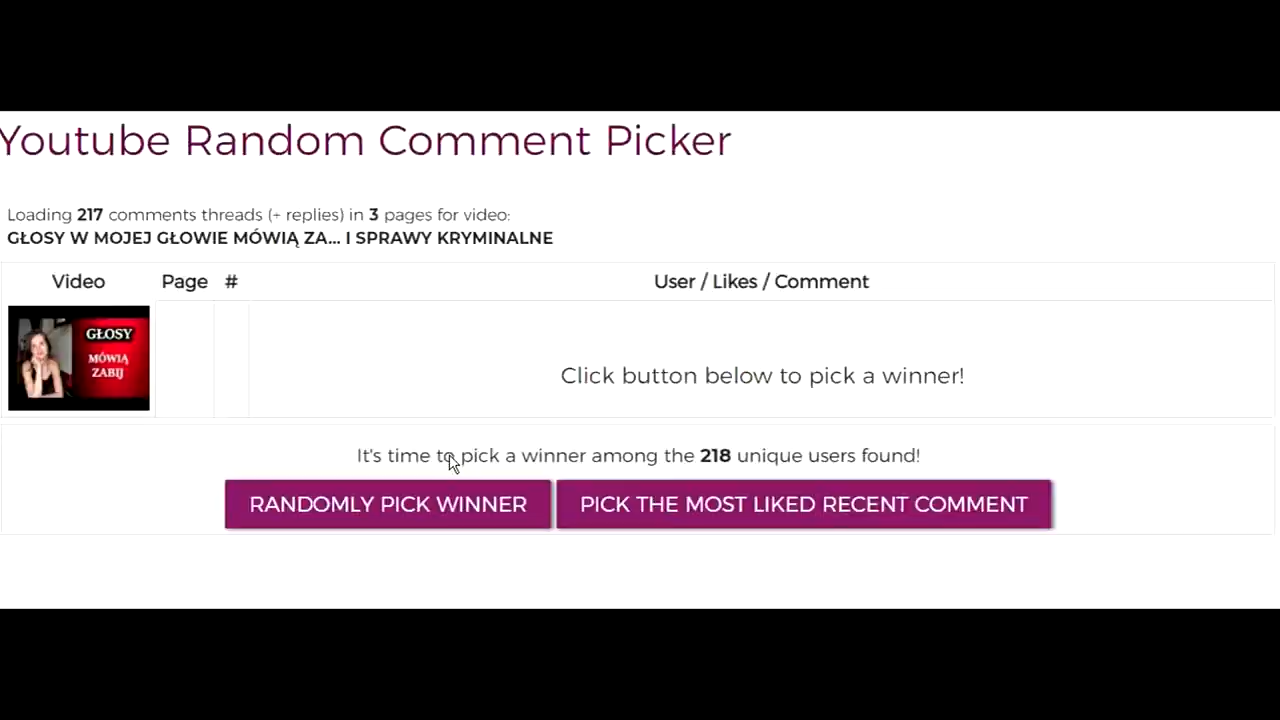 Youtube Random Comment Picker
Loading 217 comments threads (+ replies) in 3 pages for video:
GŁOSY W MOJEJ GŁOWIE MÓWIĄ ZA... I SPRAWY KRYMINALNE
Video Page # User / Likes / Comment
GŁOSY
MÓWIĄ
ZABIJ
Click button below to pick a winner!
It's time to pick a winner among the 218 unique users found!
RANDOMLY PICK WINNER PICK THE MOST LIKED RECENT COMMENT